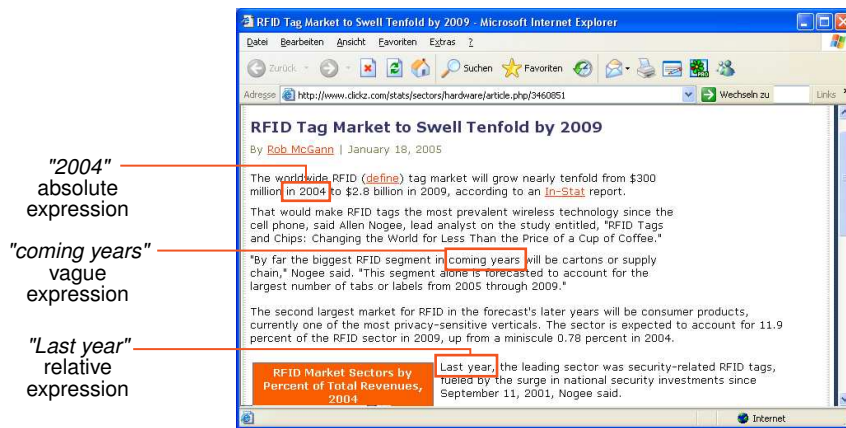 RFID Tag Market to Swell Tenfold by 2009 - Microsoft Internet Explorer
Datei Bearbeiten Ansicht Favoriten Extras ?
Zurück Suchen Favoriten
Adresse http://www.clickz.com/stats/sectors/hardware/article.php/3460851 Wechseln zu Links
RFID Tag Market to Swell Tenfold by 2009
By Rob McGann | January 18, 2005
The worldwide RFID (define) tag market will grow nearly tenfold from $300
million in 2004 to $2.8 billion in 2009, according to an In-Stat report.
That would make RFID tags the most prevalent wireless technology since the
cell phone, said Allen Nogee, lead analyst on the study entitled, "RFID Tags
and Chips: Changing the World for Less Than the Price of a Cup of Coffee."
"By far the biggest RFID segment in coming years will be cartons or supply
chain," Nogee said. "This segment alone is forecasted to account for the
largest number of tabs or labels from 2005 through 2009."
The second largest market for RFID in the forecast's later years will be consumer products,
currently one of the most privacy-sensitive verticals. The sector is expected to account for 11.9
percent of the RFID sector in 2009, up from a miniscule 0.78 percent in 2004.
RFID Market Sectors by
Percent of Total Revenues,
2004
Last year, the leading sector was security-related RFID tags,
fueled by the surge in national security investments since
September 11, 2001, Nogee said.
Internet
"2004"
absolute
expression
"coming years"
vague
expression
"Last year"
relative
expression